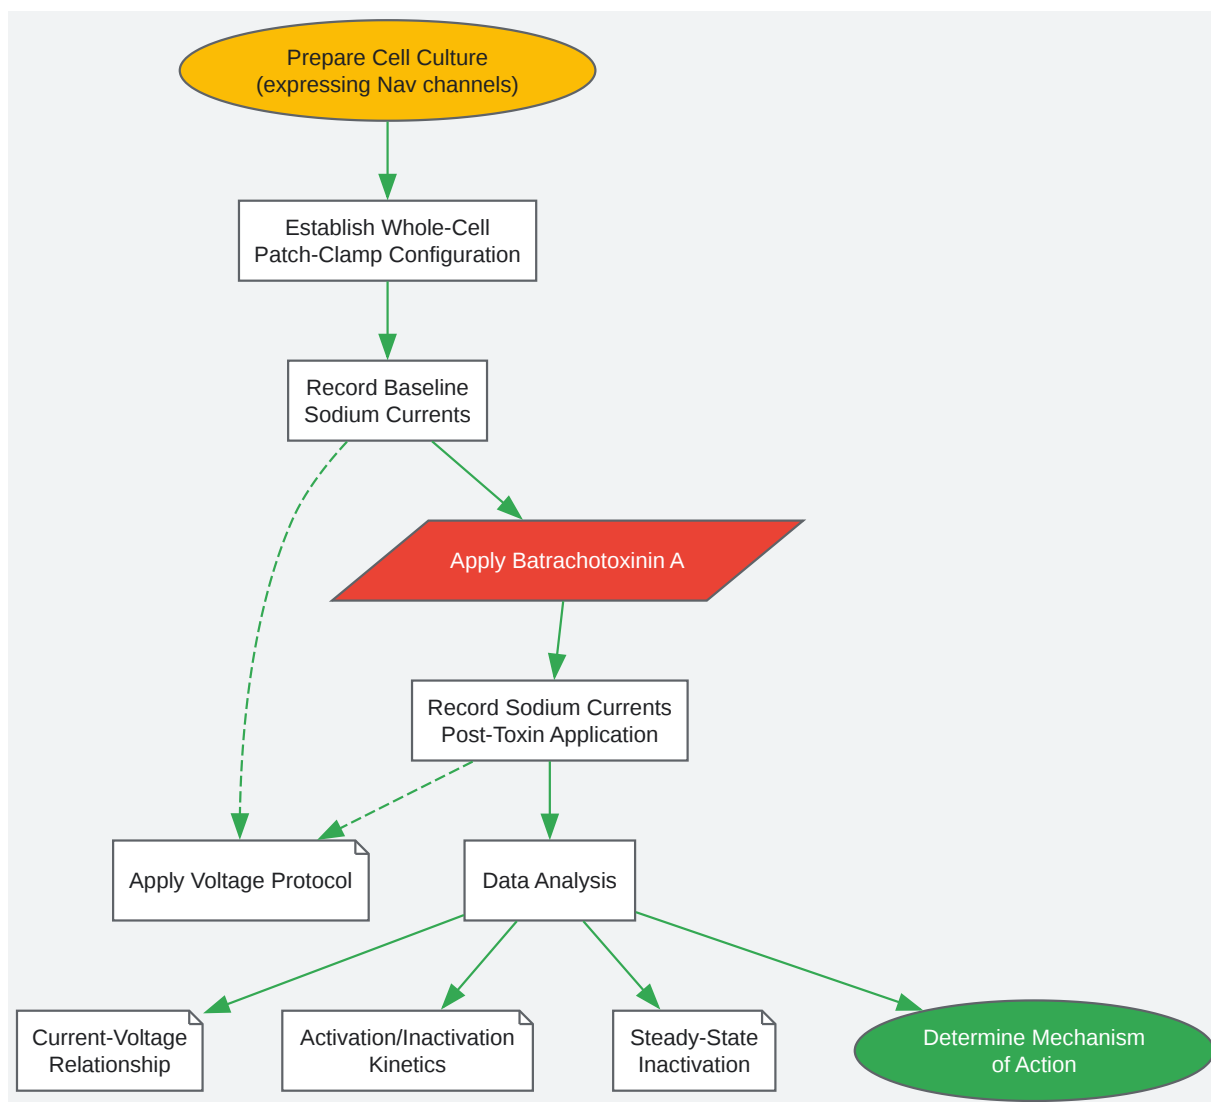 Prepare Cell Culture
(expressing Nav channels)
Establish Whole-Cell
Patch-Clamp Configuration
Record Baseline
Sodium Currents
Apply Batrachotoxinin A
Record Sodium Currents
Post-Toxin Application
Apply Voltage Protocol
Data Analysis
Current-Voltage
Relationship
Activation/Inactivation
Kinetics
Steady-State
Inactivation
Determine Mechanism
of Action